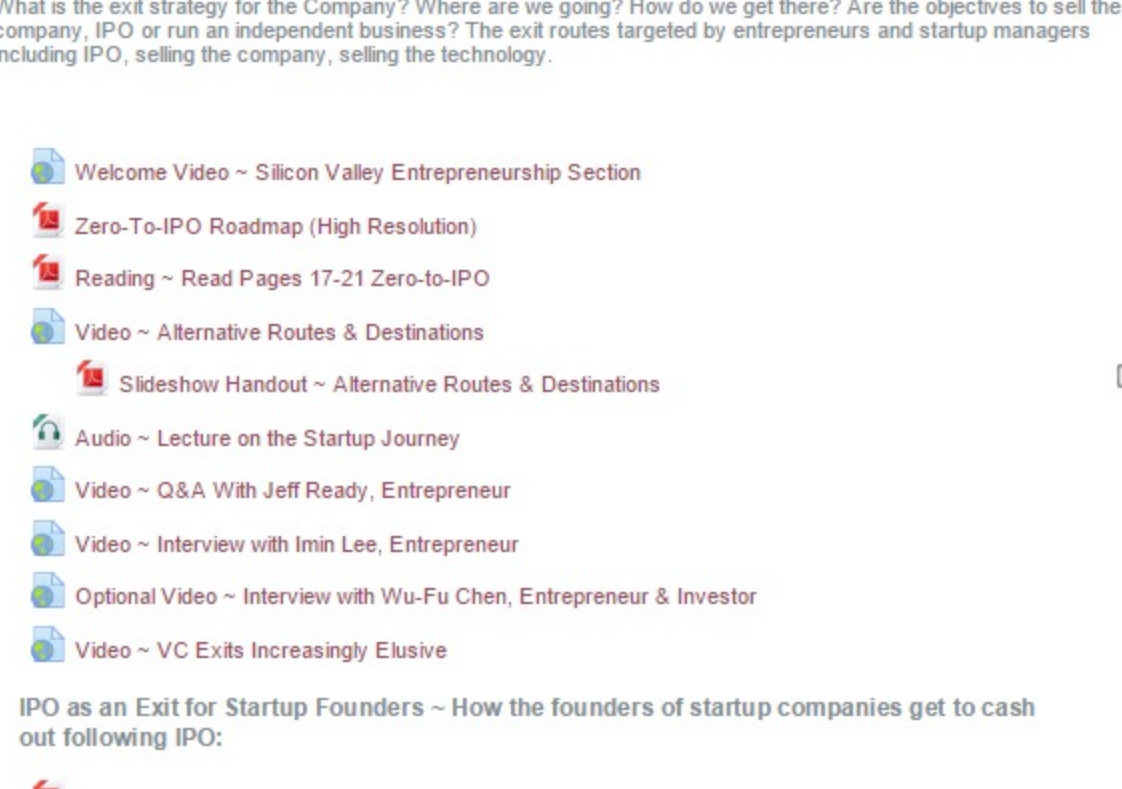 What is the exit strategy for the Company? Where are we going? How do we get there? Are the objectives to sell the
company, IPO or run an independent business? The exit routes targeted by entrepreneurs and startup managers
ncluding IPO, selling the company, selling the technology.
Welcome Video ~ Silicon Valley Entrepreneurship Section
Zero-To-IPO Roadmap (High Resolution)
Reading ~ Read Pages 17-21 Zero-to-IPO
Video ~ Alternative Routes & Destinations
Slideshow Handout ~ Alternative Routes & Destinations
Audio ~ Lecture on the Startup Journey
Video ~ Q&A With Jeff Ready, Entrepreneur
Video ~ Interview with Imin Lee, Entrepreneur
Optional Video ~ Interview with Wu-Fu Chen, Entrepreneur & Investor
Video ~ VC Exits Increasingly Elusive
IPO as an Exit for Startup Founders ~ How the founders of startup companies get to cash
out following IPO: